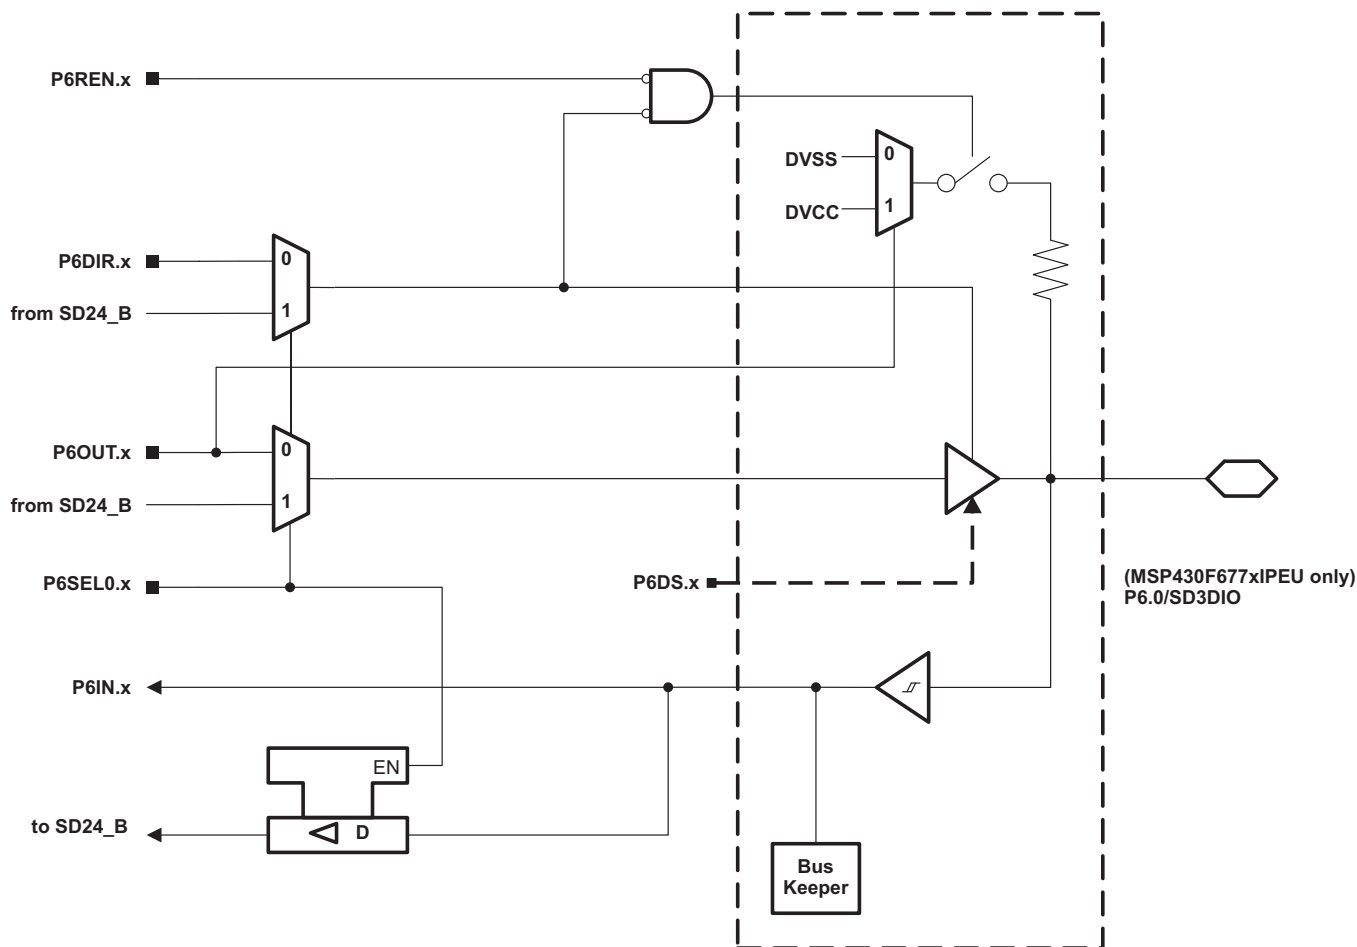 P6REN.x
DVSS
0
DVCC
1
P6DIR.x
0
from SD24_B
1
P6OUT.x
0
from SD24_B
1
P6SEL0.x
P6DS.x
(MSP430F677xIPEU only)
P6.0/SD3DIO
P6IN.x
EN
to SD24_B
D
Bus
Keeper